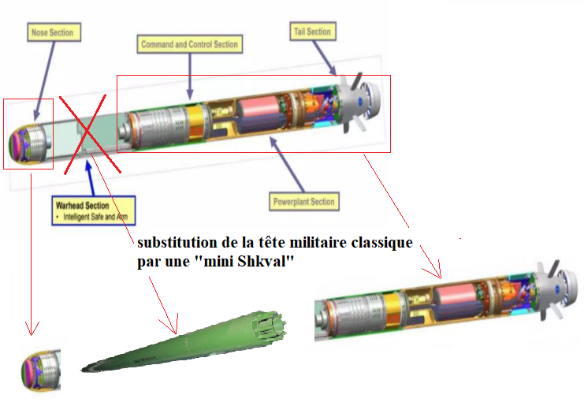 Nose Section
Tail Section
Command and Control Section
Warhead Section
• Intelligent Safe and Arm
Powerplant Section
substitution de la tête militaire classique
par une "mini Shkval"